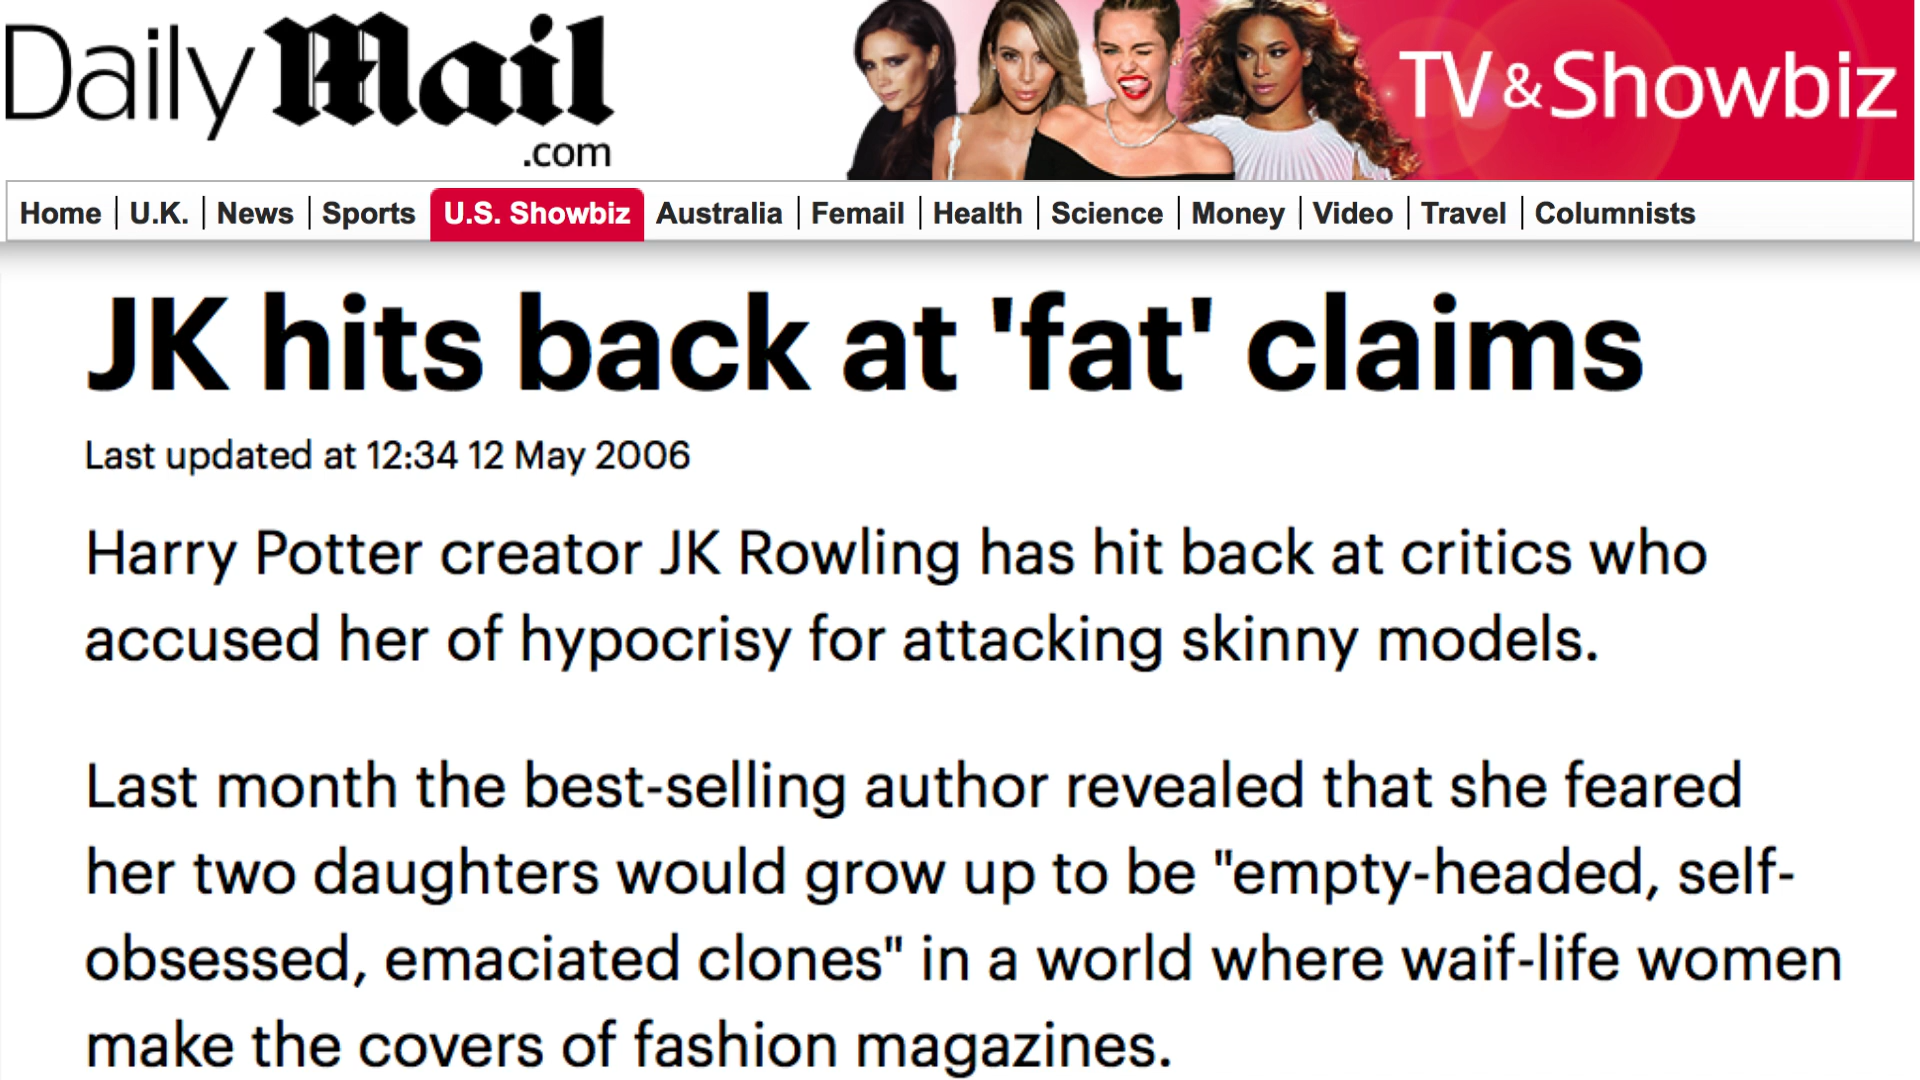 Daily Mail
.com
TV & Showbiz
Home | U.K. | News | Sports | U.S. Showbiz | Australia | Femail | Health | Science | Money | Video | Travel | Columnists
JK hits back at 'fat' claims
Last updated at 12:34 12 May 2006
Harry Potter creator JK Rowling has hit back at critics who
accused her of hypocrisy for attacking skinny models.
Last month the best-selling author revealed that she feared
her two daughters would grow up to be "empty-headed, self-
obsessed, emaciated clones" in a world where waif-life women
make the covers of fashion magazines.